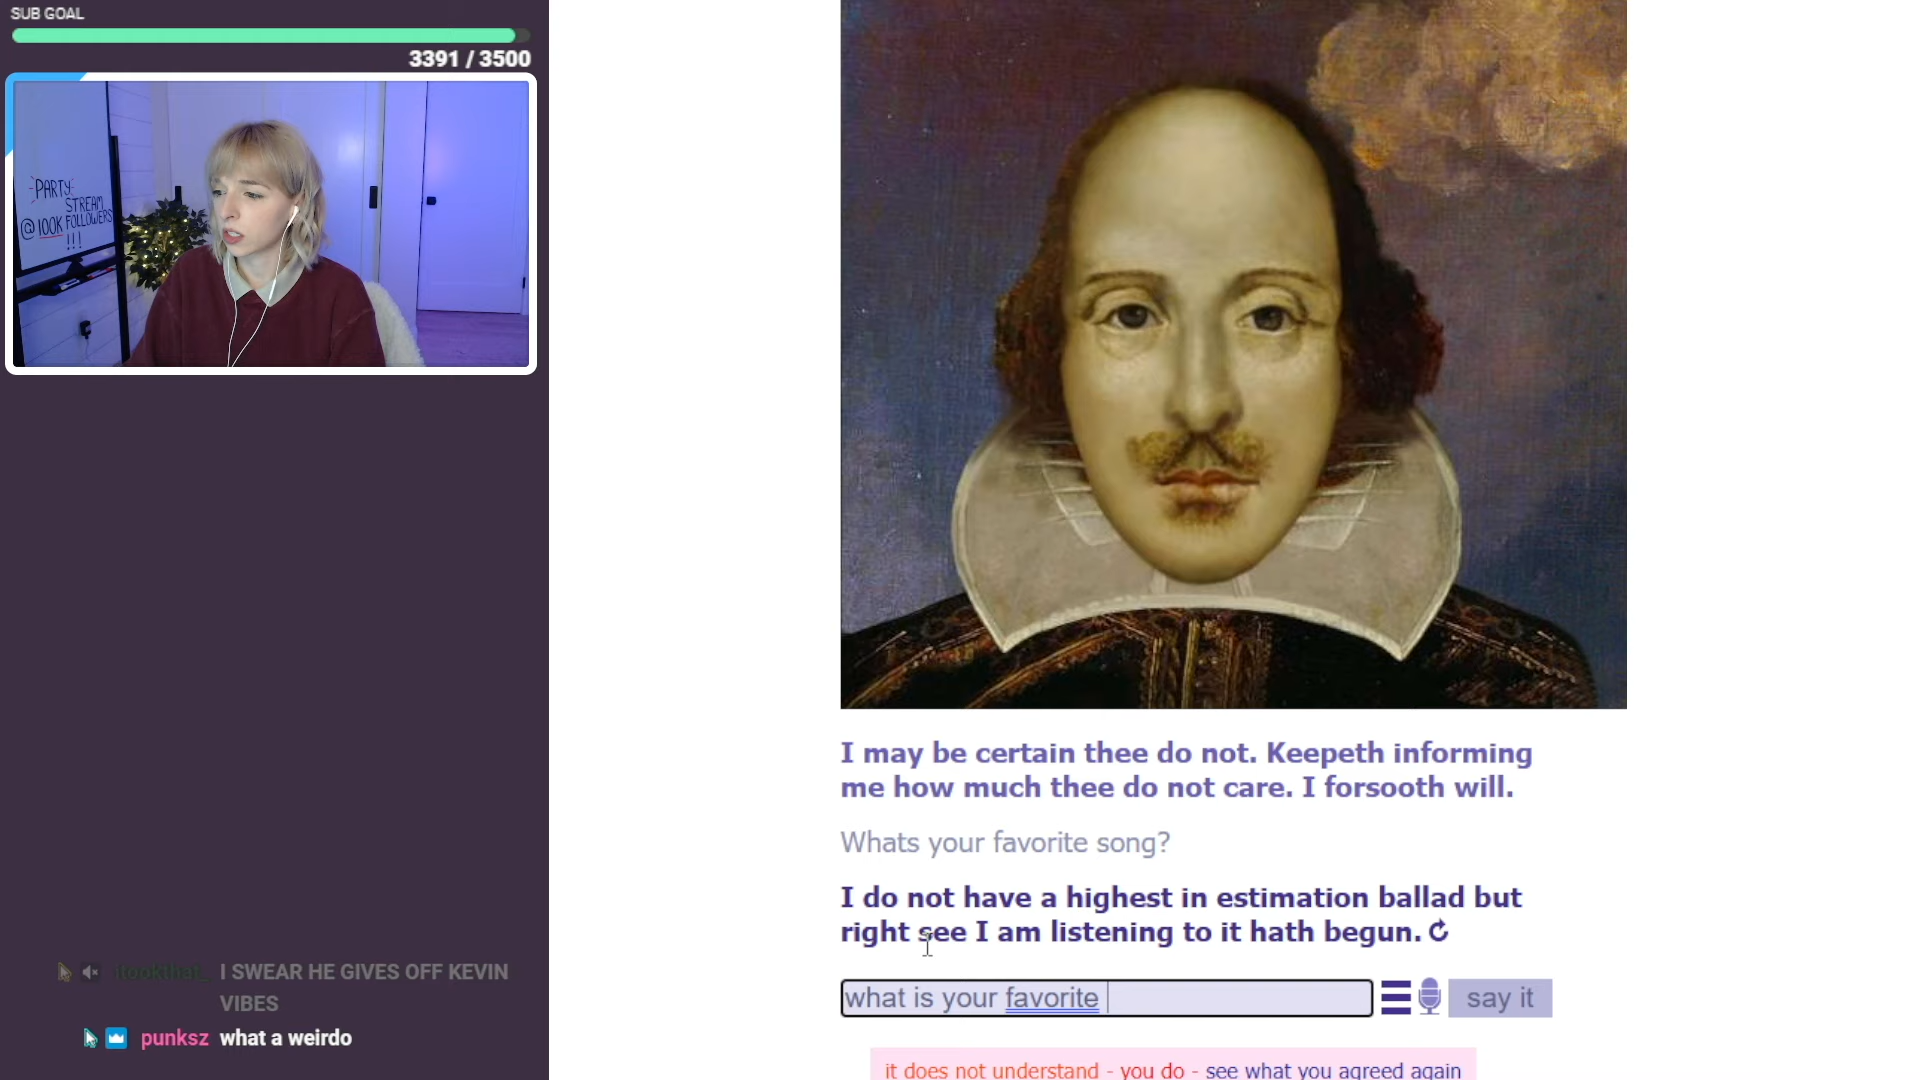 SUB GOAL
3391 / 3500
PARTY
STREAM
@ 100K FOLLOWERS
!!!
I may be certain thee do not. Keepeth informing
me how much thee do not care. I forsooth will.
Whats your favorite song?
I do not have a highest in estimation ballad but
right see I am listening to it hath begun.
what is your favorite
say it
it does not understand - you do - see what you agreed again
itookthat_ I SWEAR HE GIVES OFF KEVIN
VIBES
punksz what a weirdo